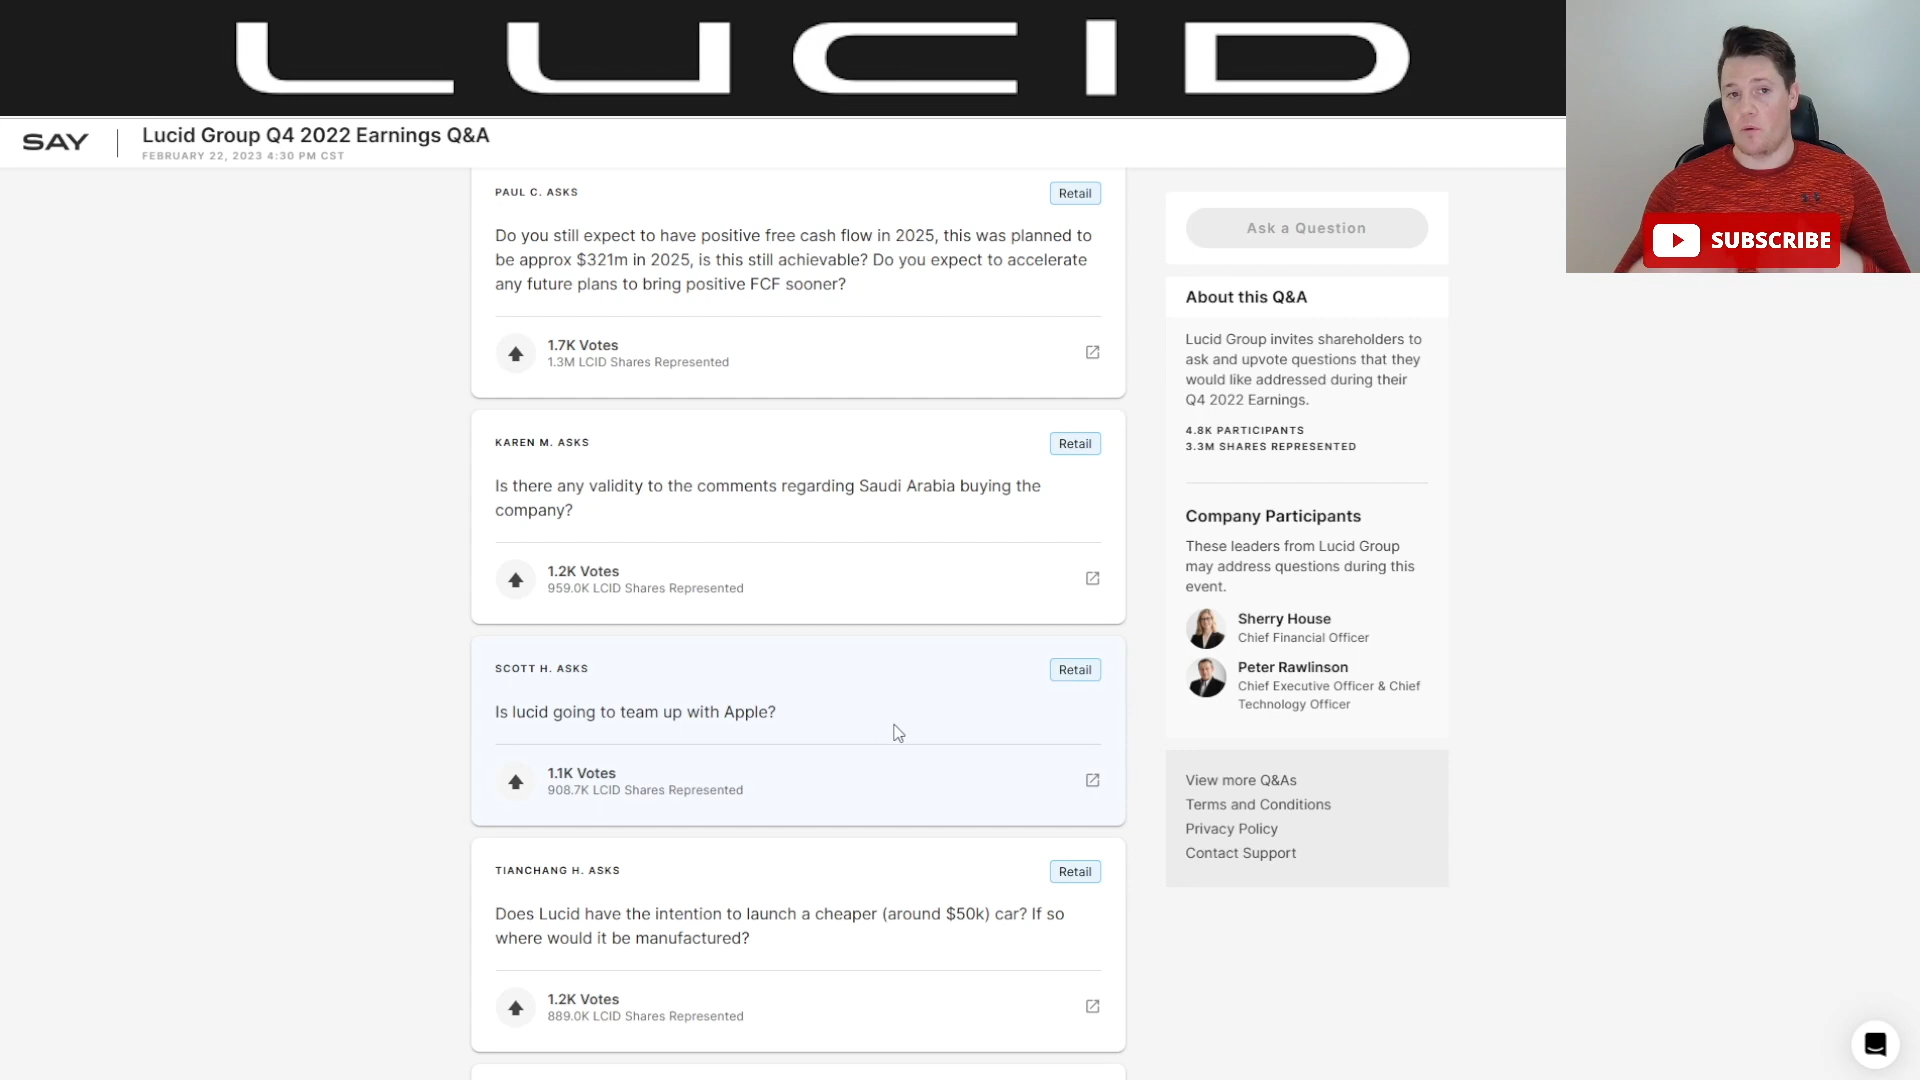 LUCID
SAY
Lucid Group Q4 2022 Earnings Q&A
FEBRUARY 22, 2023 4:30 PM CST
PAUL C. ASKS
Retail
Do you still expect to have positive free cash flow in 2025, this was planned to
be approx $321m in 2025, is this still achievable? Do you expect to accelerate
any future plans to bring positive FCF sooner?
1.7K Votes
1.3M LCID Shares Represented
KAREN M. ASKS
Retail
Is there any validity to the comments regarding Saudi Arabia buying the
company?
1.2K Votes
959.0K LCID Shares Represented
SCOTT H. ASKS
Retail
Is lucid going to team up with Apple?
1.1K Votes
908.7K LCID Shares Represented
TIANCHANG H. ASKS
Retail
Does Lucid have the intention to launch a cheaper (around $50k) car? If so
where would it be manufactured?
1.2K Votes
889.0K LCID Shares Represented
Ask a Question
About this Q&A
Lucid Group invites shareholders to
ask and upvote questions that they
would like addressed during their
Q4 2022 Earnings.
4.8K PARTICIPANTS
3.3M SHARES REPRESENTED
Company Participants
These leaders from Lucid Group
may address questions during this
event.
Sherry House
Chief Financial Officer
Peter Rawlinson
Chief Executive Officer & Chief
Technology Officer
View more Q&As
Terms and Conditions
Privacy Policy
Contact Support
SUBSCRIBE